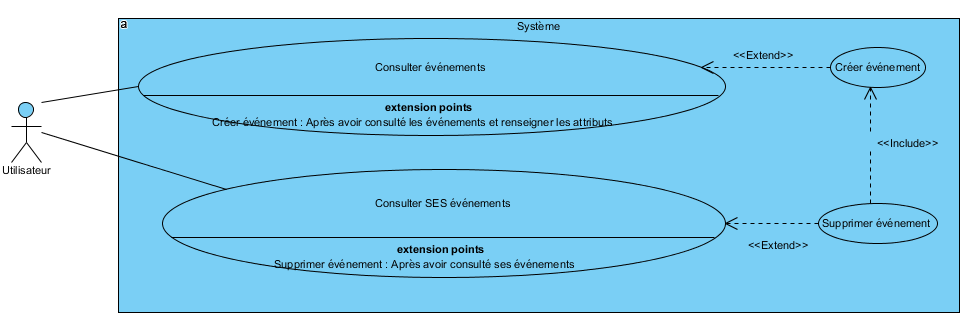 a
Système
Consulter événements
<<Extend>>
Créer événement
extension points
Créer événement : Après avoir consulté les événements et renseigner les attributs
<<Include>>
Utilisateur
Consulter SES événements
Supprimer événement
extension points
<<Extend>>
Supprimer événement : Après avoir consulté ses événements